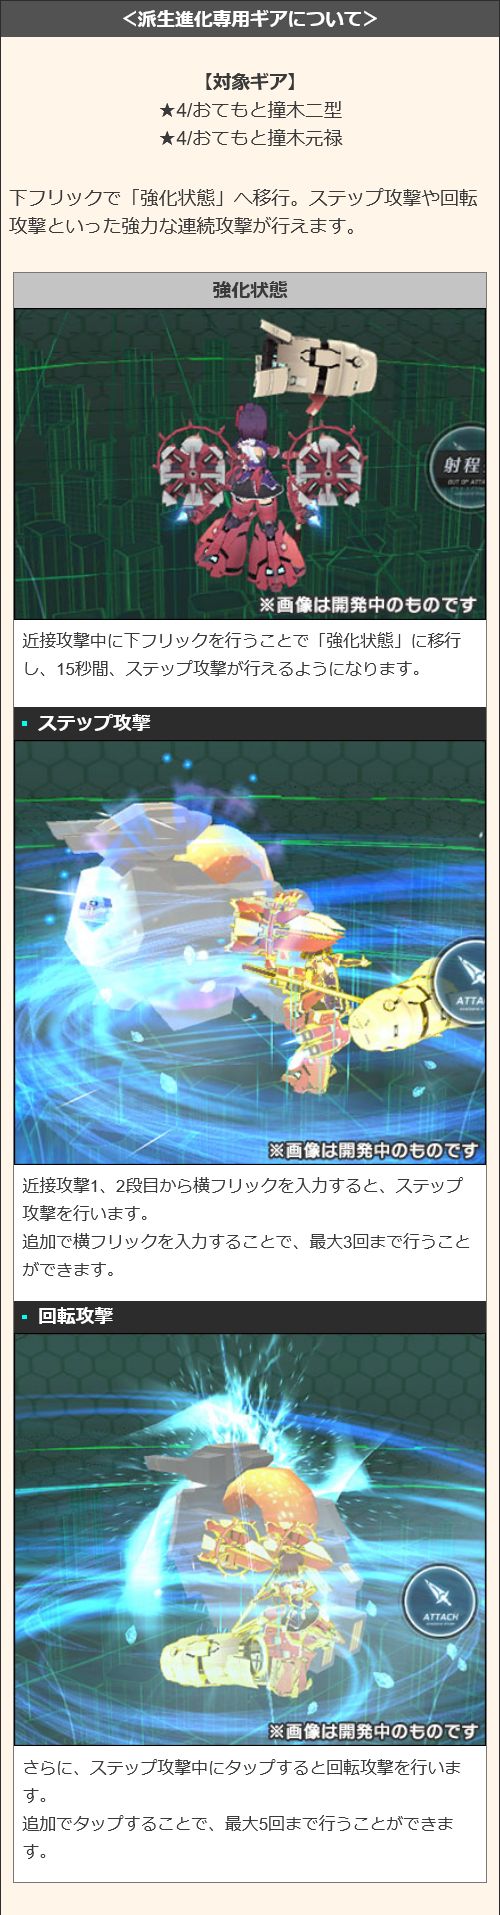 ＜派生進化専用ギアについて＞
【対象ギア】
★4/おてもと撞木二型
★4/おてもと撞木元禄
下フリックで「強化状態」へ移行。ステップ攻撃や回転
攻撃といった強力な連続攻撃が行えます。
強化状態
射程
OUT OF ATTA
※画像は開発中のものです
近接攻撃中に下フリックを行うことで「強化状態」に移行
し、15秒間、ステップ攻撃が行えるようになります。
ステップ攻撃
ATTA
※画像は開発中のものです
近接攻撃1、2段目から横フリックを入力すると、ステップ
攻撃を行います。
追加で横フリックを入力することで、最大3回まで行うこと
ができます。
回転攻撃
ATTACK
※画像は開発中のものです
さらに、ステップ攻撃中にタップすると回転攻撃を行いま
す。
追加でタップすることで、最大5回まで行うことができま
す。